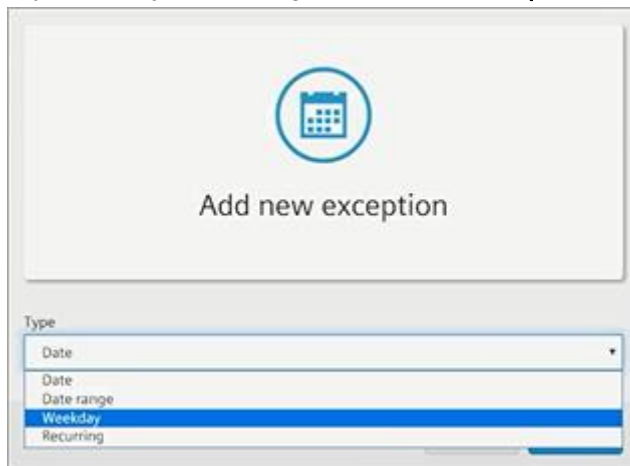 Add new exception
Type
Date
Date
Date range
Weekday
Recurring